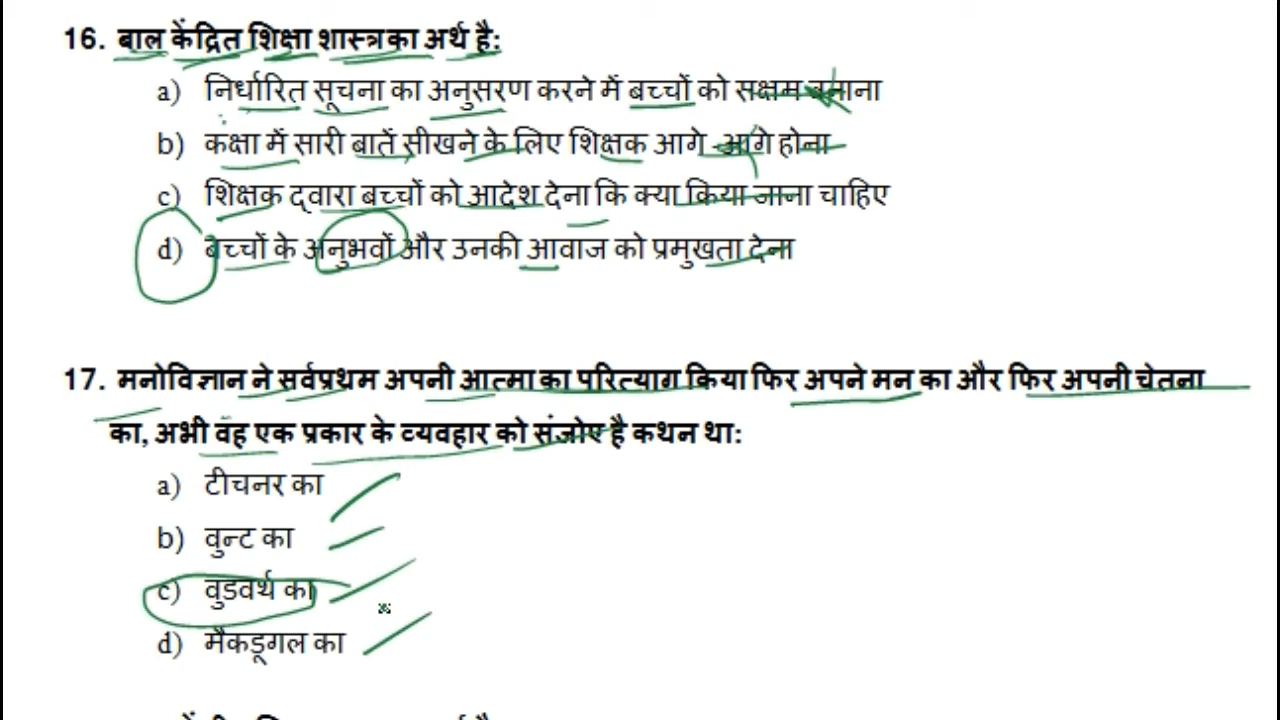 16. बाल केंद्रित शिक्षा शास्त्र का अर्थ है:
a) निर्धारित सूचना का अनुसरण करने में बच्चों को सक्षम बनाना
b) कक्षा में सारी बातें सीखने के लिए शिक्षक आगे -आगे होना
c) शिक्षक द्वारा बच्चों को आदेश देना कि क्या किया जाना चाहिए
d) बच्चों के अनुभवों और उनकी आवाज को प्रमुखता देना
17. मनोविज्ञान ने सर्वप्रथम अपनी आत्मा का परित्याग किया फिर अपने मन का और फिर अपनी चेतना
का, अभी वह एक प्रकार के व्यवहार को संजोए है कथन था:
a) टीचनर का
b) वुन्ट का
c) वुडवर्थ का
d) मैकडूगल का